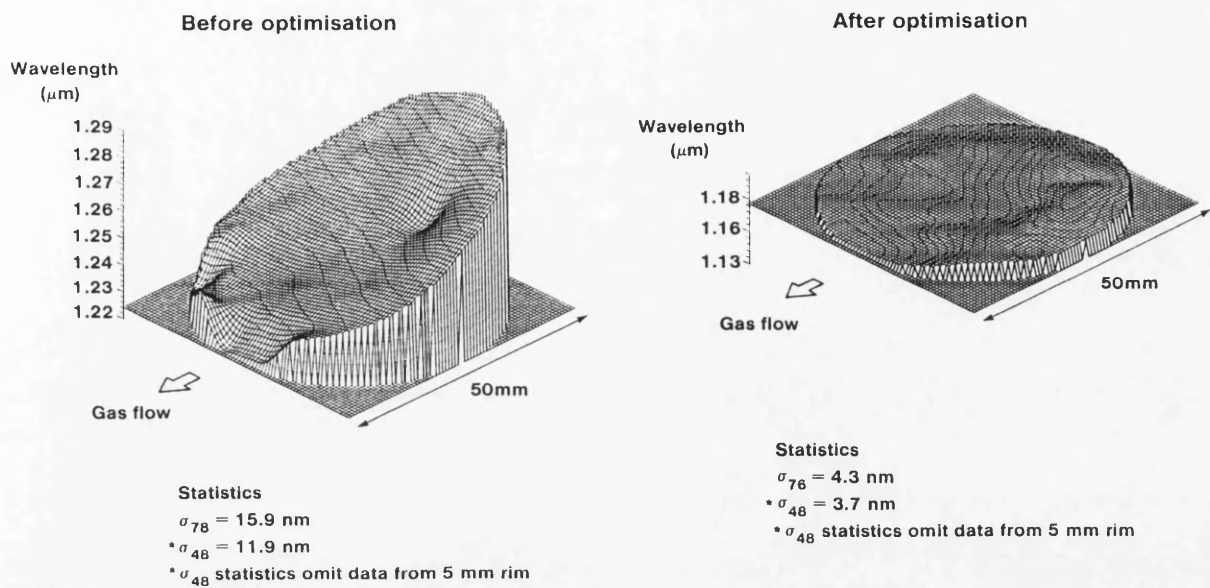 Before optimisation
Wavelength
(μm)
1.29
1.28
1.27
1.26
1.25
1.24
1.23
1.22
Gas flow
50mm
Statistics
σ78 = 15.9 nm
* σ48 = 11.9 nm
* σ48 statistics omit data from 5 mm rim
After optimisation
Wavelength
(μm)
1.18
1.16
1.13
Gas flow
50mm
Statistics
σ76 = 4.3 nm
* σ48 = 3.7 nm
* σ48 statistics omit data from 5 mm rim